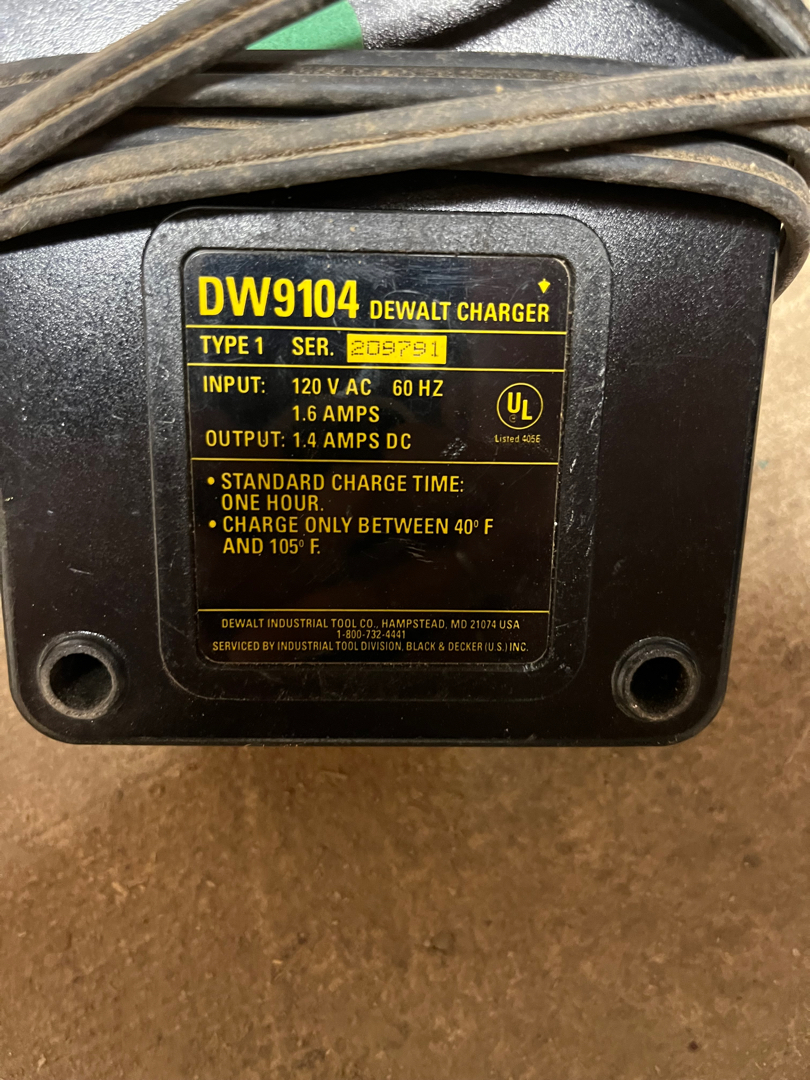 DW9104 DEWALT CHARGER
TYPE 1 SER. 209791
INPUT: 120 V AC 60 HZ
1.6 AMPS
OUTPUT: 1.4 AMPS DC
UL
Listed 405E
• STANDARD CHARGE TIME:
ONE HOUR.
• CHARGE ONLY BETWEEN 40° F
AND 105° F.
DEWALT INDUSTRIAL TOOL CO., HAMPSTEAD, MD 21074 USA
1-800-732-4441
SERVICED BY INDUSTRIAL TOOL DIVISION, BLACK & DECKER (U.S.) INC.